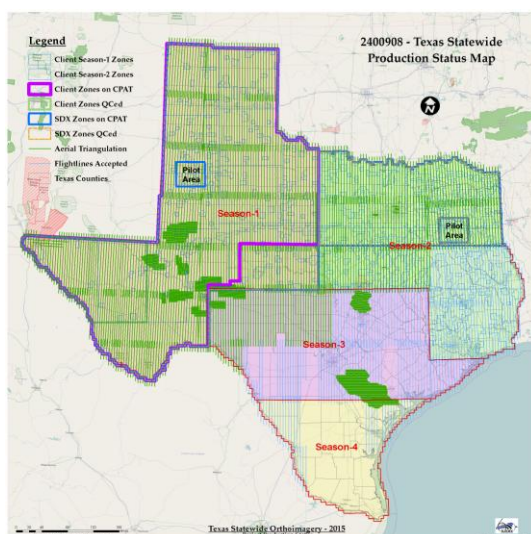 Legend
Client Season-1 Zones
Client Season-2 Zones
Client Zones on CPAT
Client Zones QCed
SDX Zones on CPAT
SDX Zones QCed
Aerial Triangulation
Flightlines Accepted
Texas Counties
2400908 - Texas Statewide
Production Status Map
N
Pilot
Area
Season-1
Pilot
Area
Season-2
Season-3
Season-4
Texas Statewide Orthoimagery - 2015